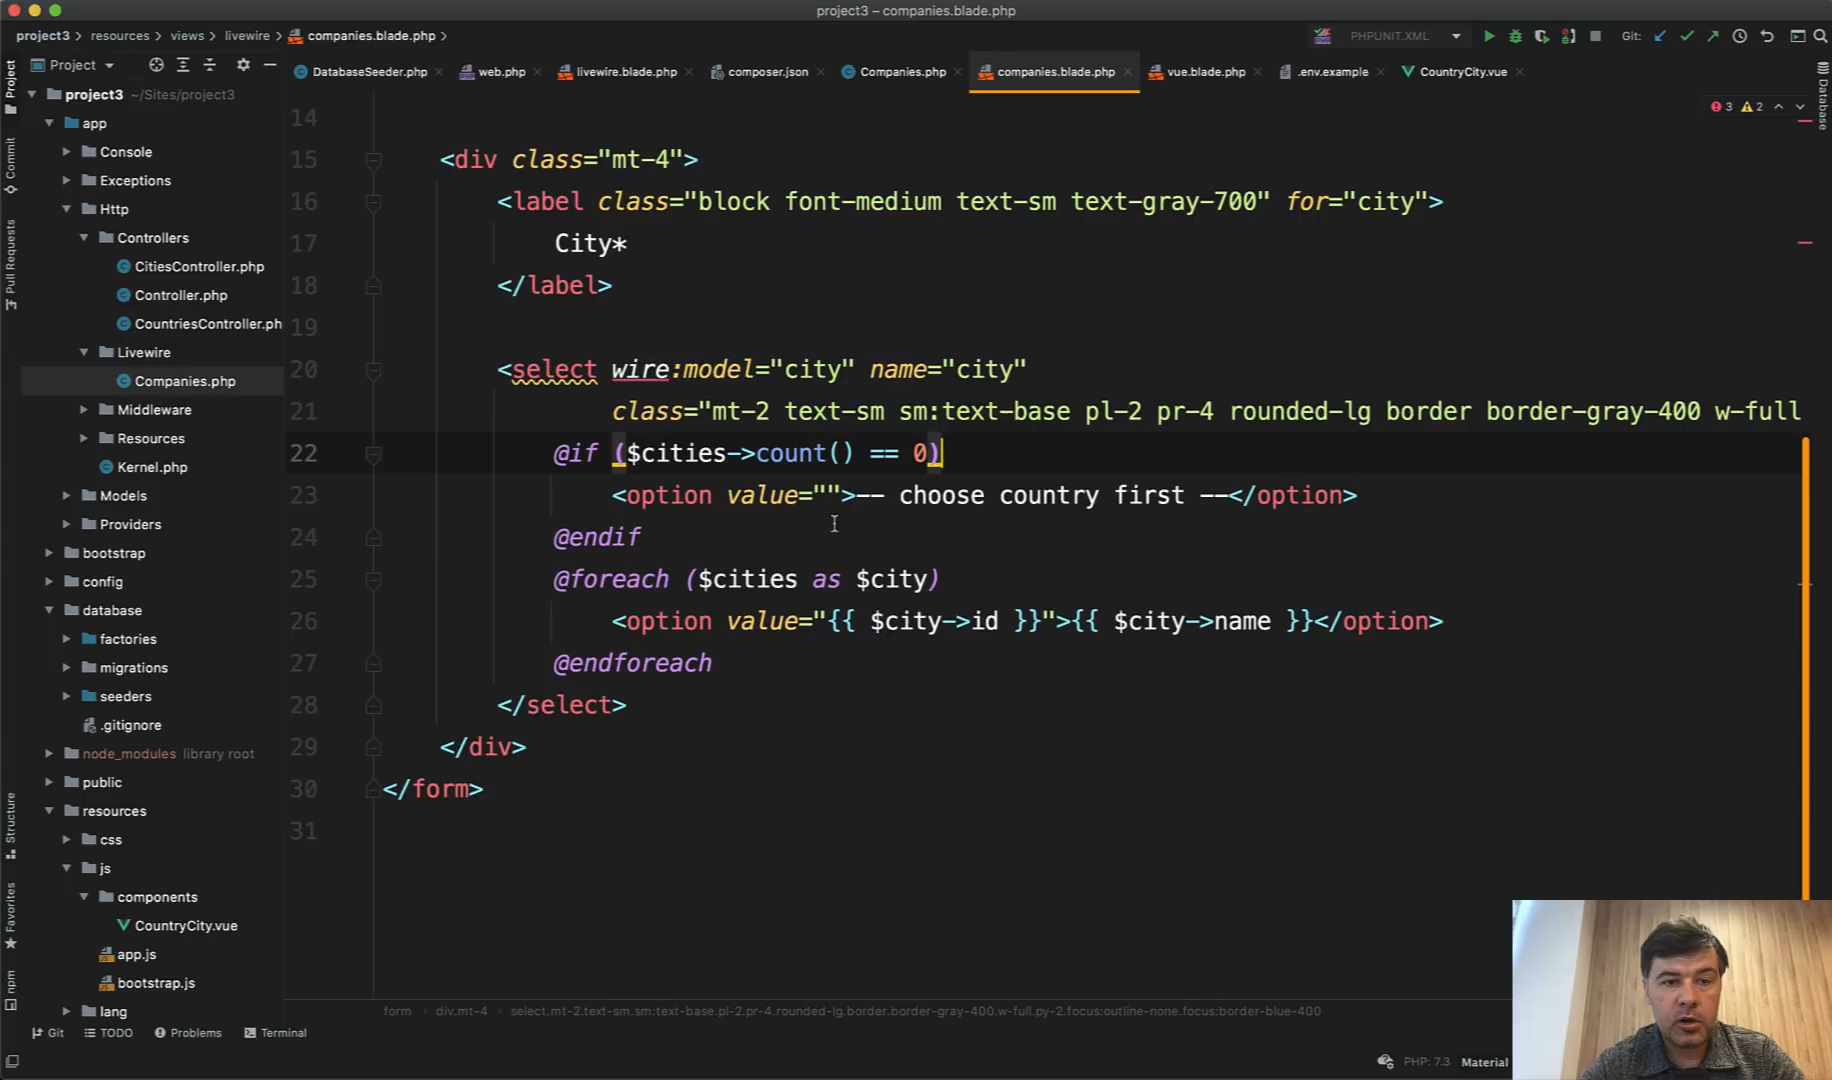 project3 – companies.blade.php
project3 resources views livewire companies.blade.php
PHPUNIT.XML Git:
Project
DatabaseSeeder.php web.php livewire.blade.php composer.json Companies.php companies.blade.php vue.blade.php .env.example CountryCity.vue
3 2
Project
Commit
Pull Requests
Structure
Favorites
npm
Database
project3 ~/Sites/project3
app
Console
Exceptions
Http
Controllers
CitiesController.php
Controller.php
CountriesController.ph
Livewire
Companies.php
Middleware
Resources
Kernel.php
Models
Providers
bootstrap
config
database
factories
migrations
seeders
.gitignore
node_modules library root
public
resources
css
js
components
CountryCity.vue
app.js
bootstrap.js
lang
14
15 <div class="mt-4">
16 <label class="block font-medium text-sm text-gray-700" for="city">
17 City*
18 </label>
19
20 <select wire:model="city" name="city"
21 class="mt-2 text-sm sm:text-base pl-2 pr-4 rounded-lg border border-gray-400 w-full
22 @if ($cities->count() == 0)
23 <option value="">-- choose country first --</option>
24 @endif
25 @foreach ($cities as $city)
26 <option value="{{ $city->id }}">{{ $city->name }}</option>
27 @endforeach
28 </select>
29 </div>
30 </form>
31
form div.mt-4 select.mt-2.text-sm.sm:text-base.pl-2.pr-4.rounded-lg.border.border-gray-400.w-full.py-2.focus:outline-none.focus:border-blue-400
Git TODO Problems Terminal
PHP: 7.3 Material